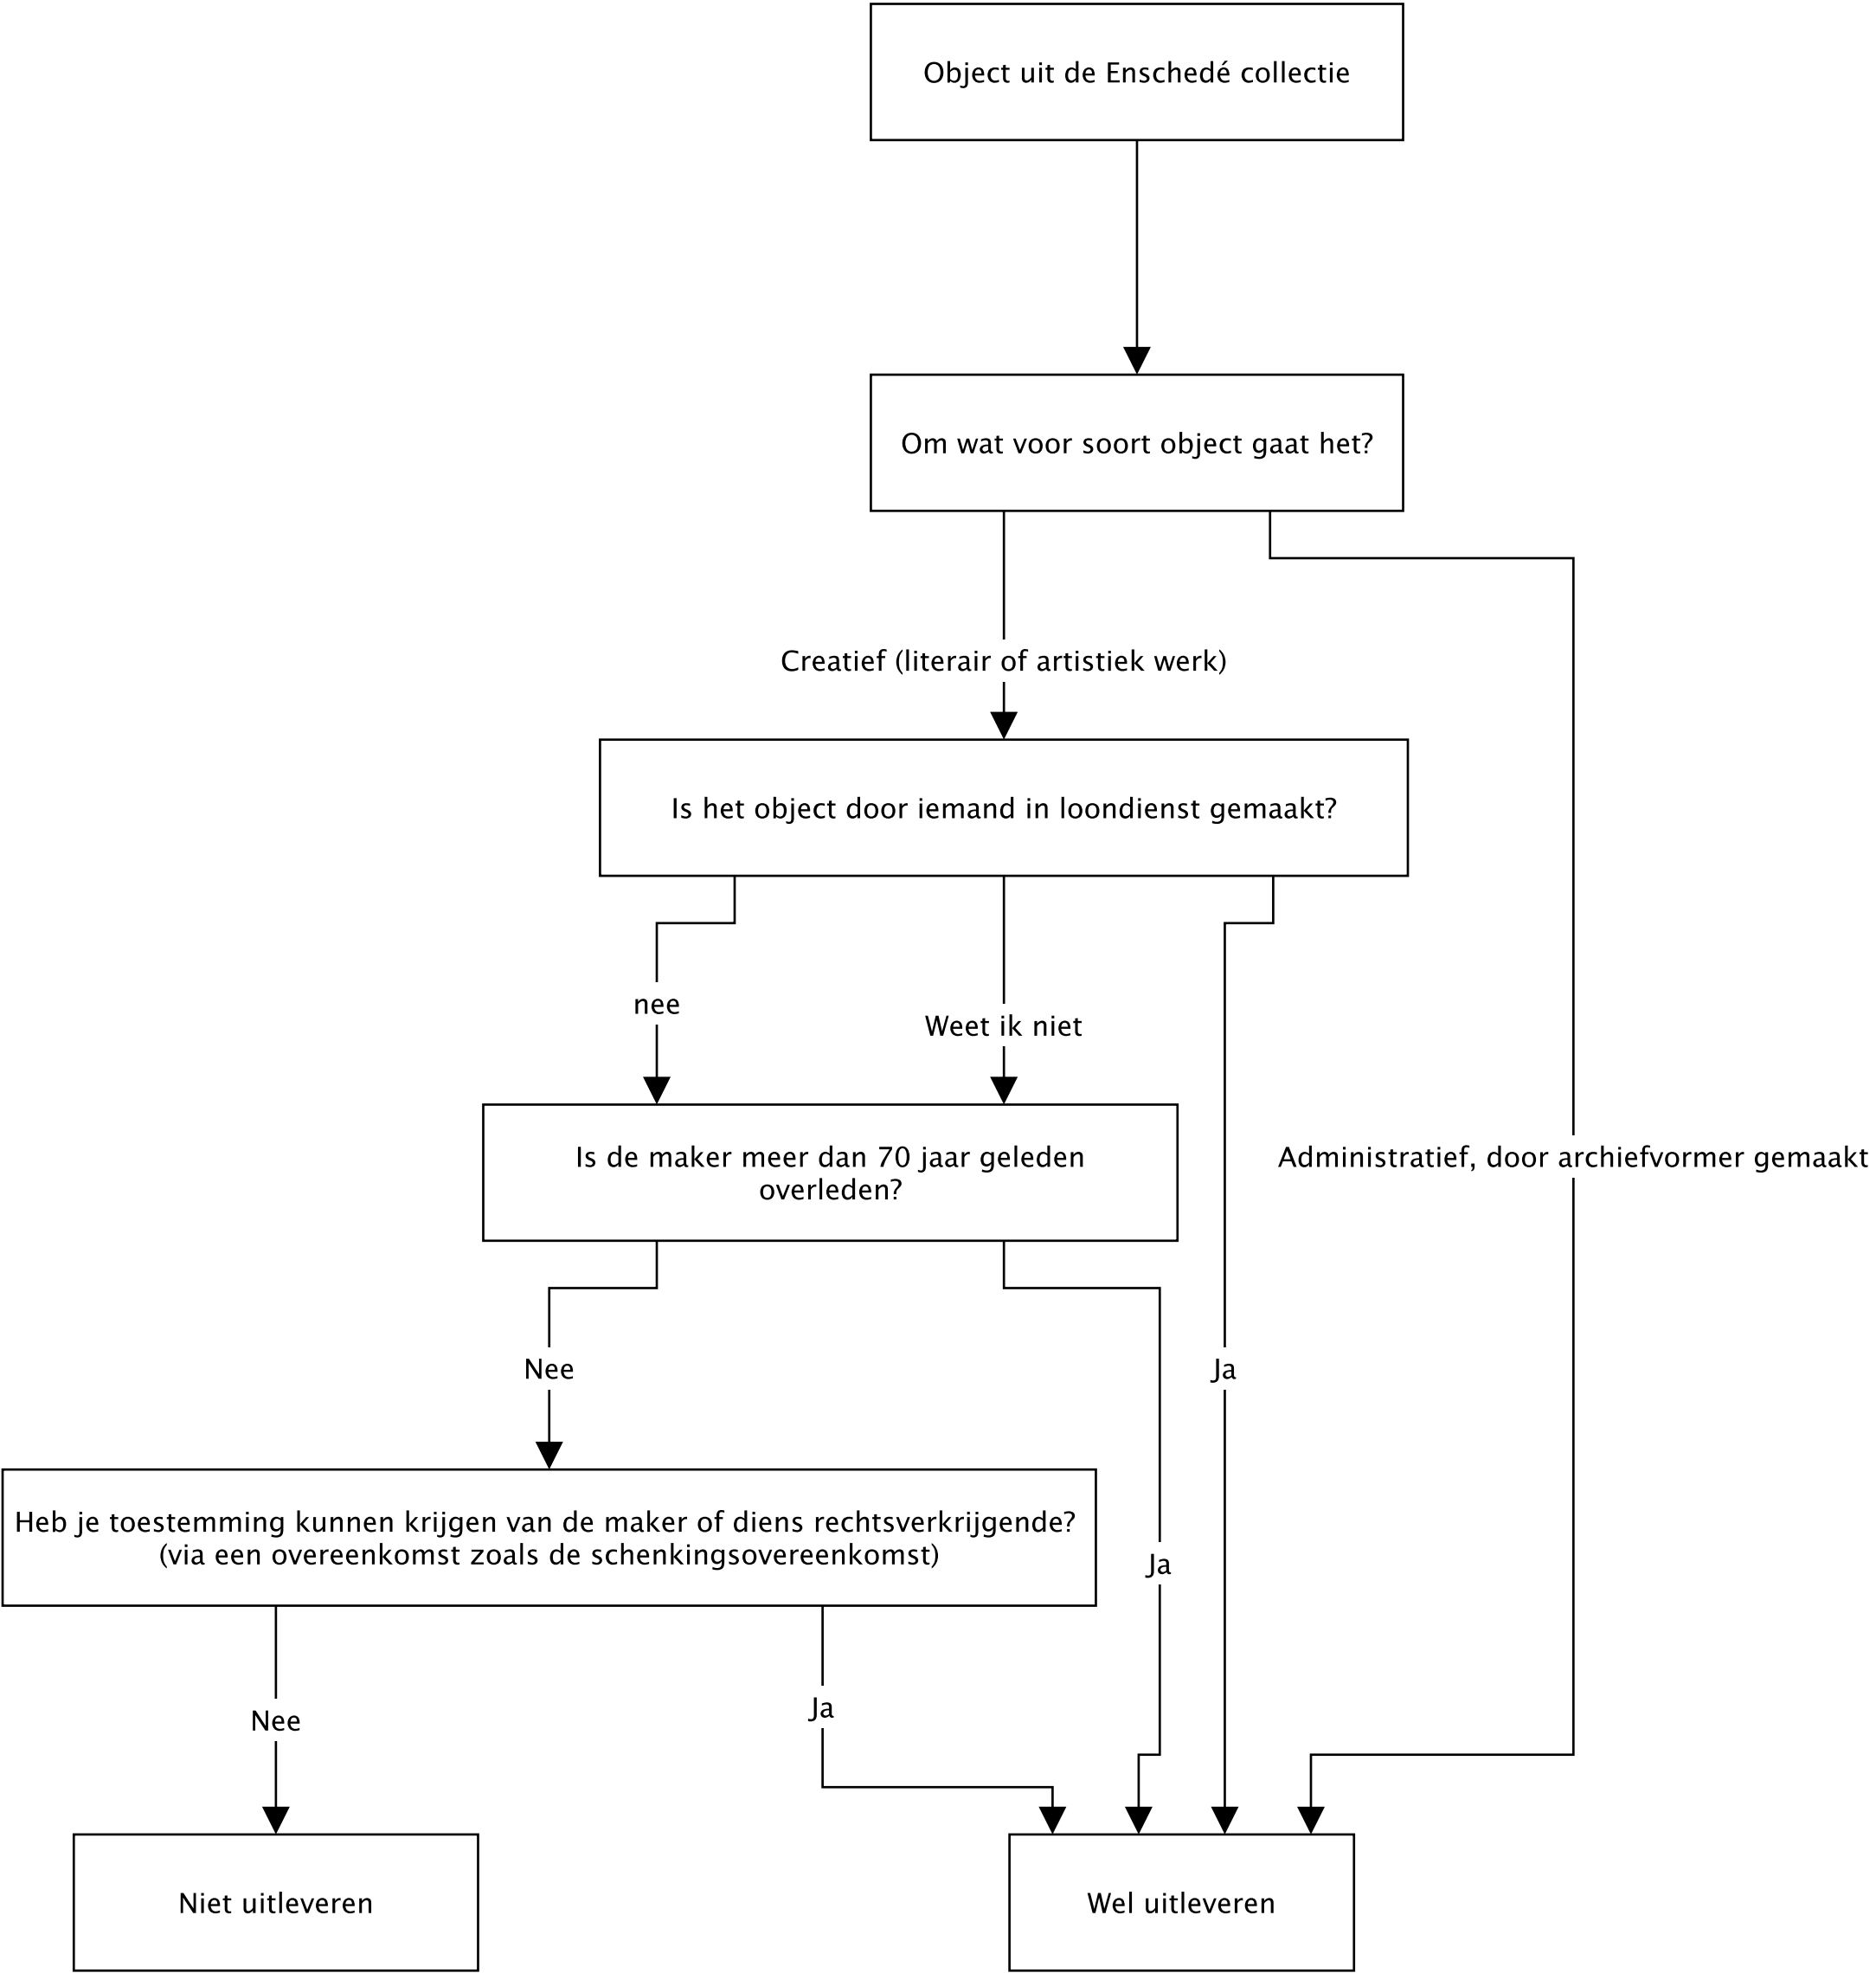 Object uit de Enschedé collectie
Om wat voor soort object gaat het?
Creatief (literair of artistiek werk)
Is het object door iemand in loondienst gemaakt?
nee
Weet ik niet
Is de maker meer dan 70 jaar geleden
overleden?
Administratief, door archiefvormer gemaakt
Nee
Ja
Heb je toestemming kunnen krijgen van de maker of diens rechtsverkrijgende?
(via een overeenkomst zoals de schenkingsovereenkomst)
Ja
Nee
Ja
Niet uitleveren
Wel uitleveren